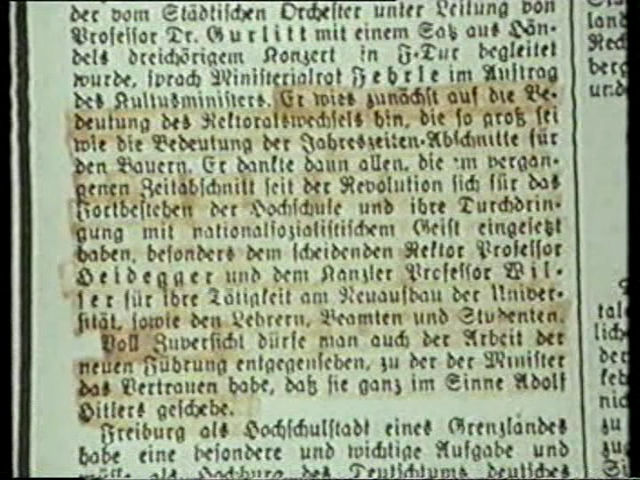 der vom Städtischen Orchester unter Leitung von
Professor Dr. Gurlitt mit einem Satz aus Hän-
dels dreichörigem Konzert in F-Dur begleitet
wurde, sprach Ministerialrot Fehrle im Auftrag
des Kultusministers. Er wies zunächst auf die Be-
deutung des Rektoratswechsels hin, die so groß sei
wie die Bedeutung der Jahreszeiten-Abschnitte für
den Bauern. Er dankte dann allen, die im vergan-
genen Zeitabschnitt seit der Revolution sich für das
Fortbestehen der Hochschule und ihre Durchdrin-
gung mit nationalsozialistischem Geist eingesetzt
haben, besonders dem scheidenden Rektor Professor
Heidegger und dem Kanzler Professor Wil-
ser für ihre Tätigkeit am Neuaufbau der Univer-
sität, sowie den Lehrern, Beamten und Studenten.
Voll Zuversicht dürfe man auch der Arbeit der
neuen Führung entgegensehen, zu der der Minister
das Vertrauen habe, daß sie ganz im Sinne Adolf
Hitlers geschehe.
Freiburg als Hochschulstadt eines Grenzlandes
habe eine besondere und wichtige Aufgabe und
müsse als Hochburg des Deutschtums deutsches